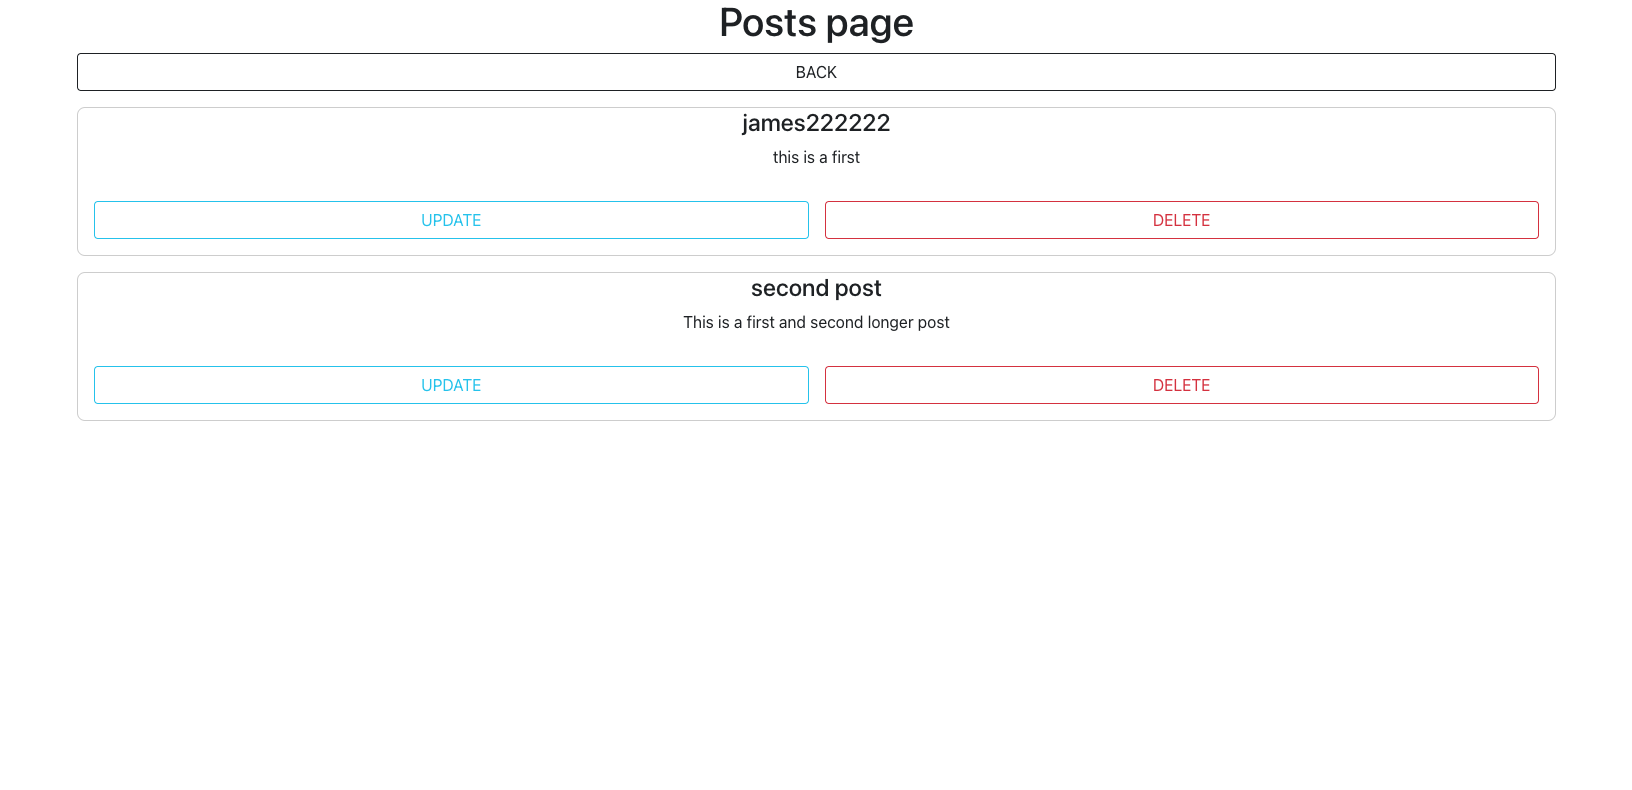 Posts page
BACK
james222222
this is a first
UPDATE DELETE
second post
This is a first and second longer post
UPDATE DELETE